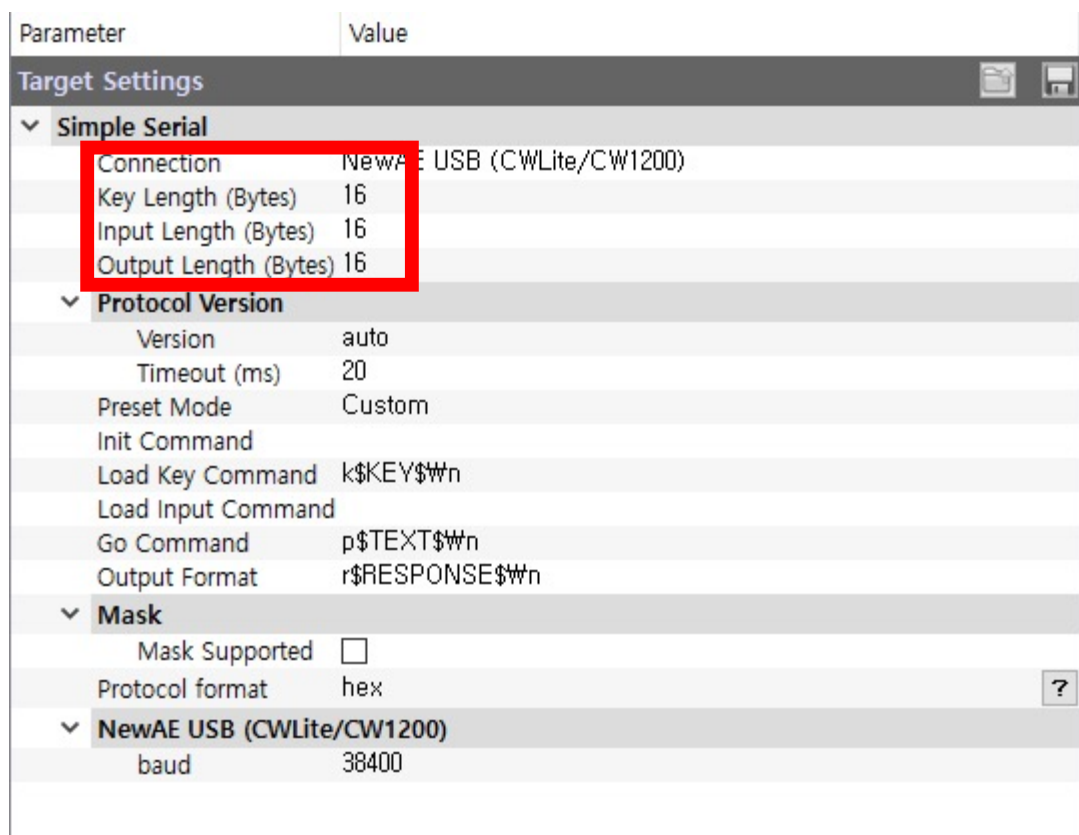 Parameter Value
Target Settings
Simple Serial
Connection NewAE USB (CWLite/CW1200)
Key Length (Bytes) 16
Input Length (Bytes) 16
Output Length (Bytes) 16
Protocol Version
Version auto
Timeout (ms) 20
Preset Mode Custom
Init Command
Load Key Command k$KEY$₩n
Load Input Command
Go Command p$TEXT$₩n
Output Format r$RESPONSE$₩n
Mask
Mask Supported
Protocol format hex ?
NewAE USB (CWLite/CW1200)
baud 38400